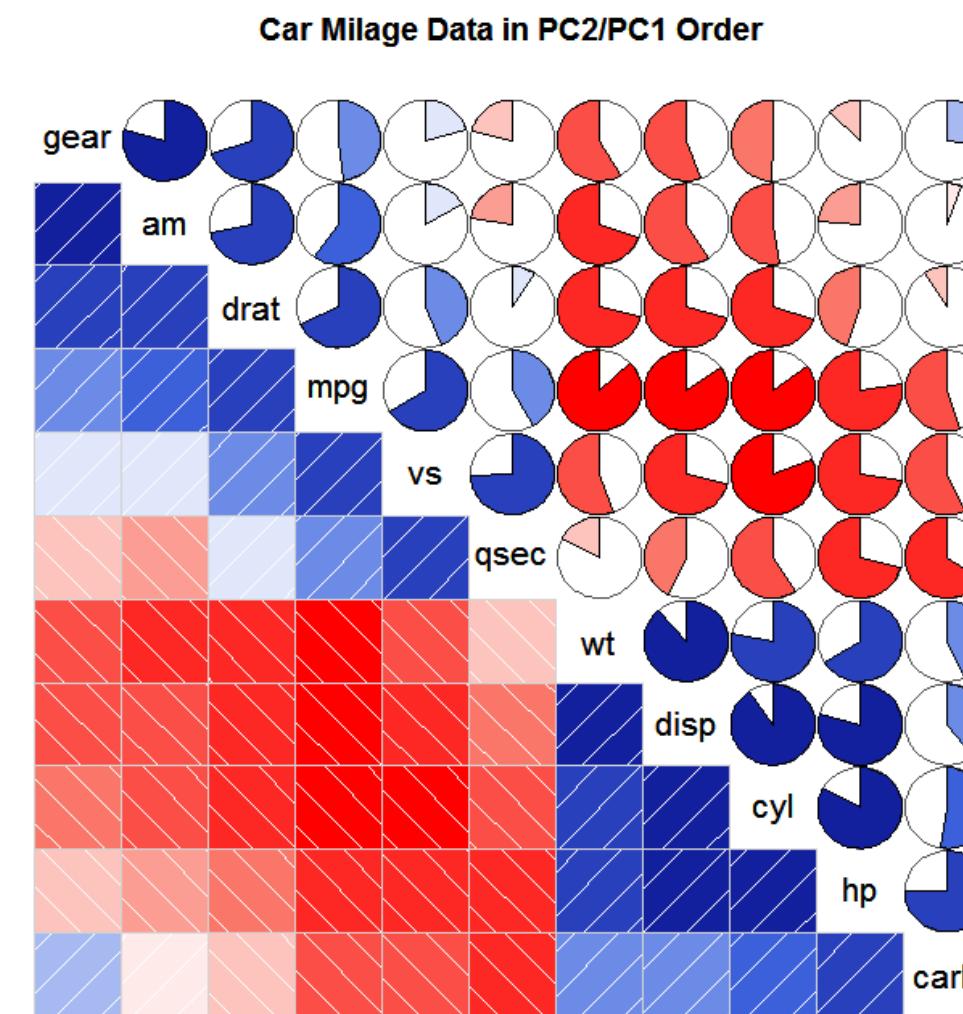 Car Milage Data in PC2/PC1 Order
gear
am
drat
mpg
vs
qsec
wt
disp
cyl
hp